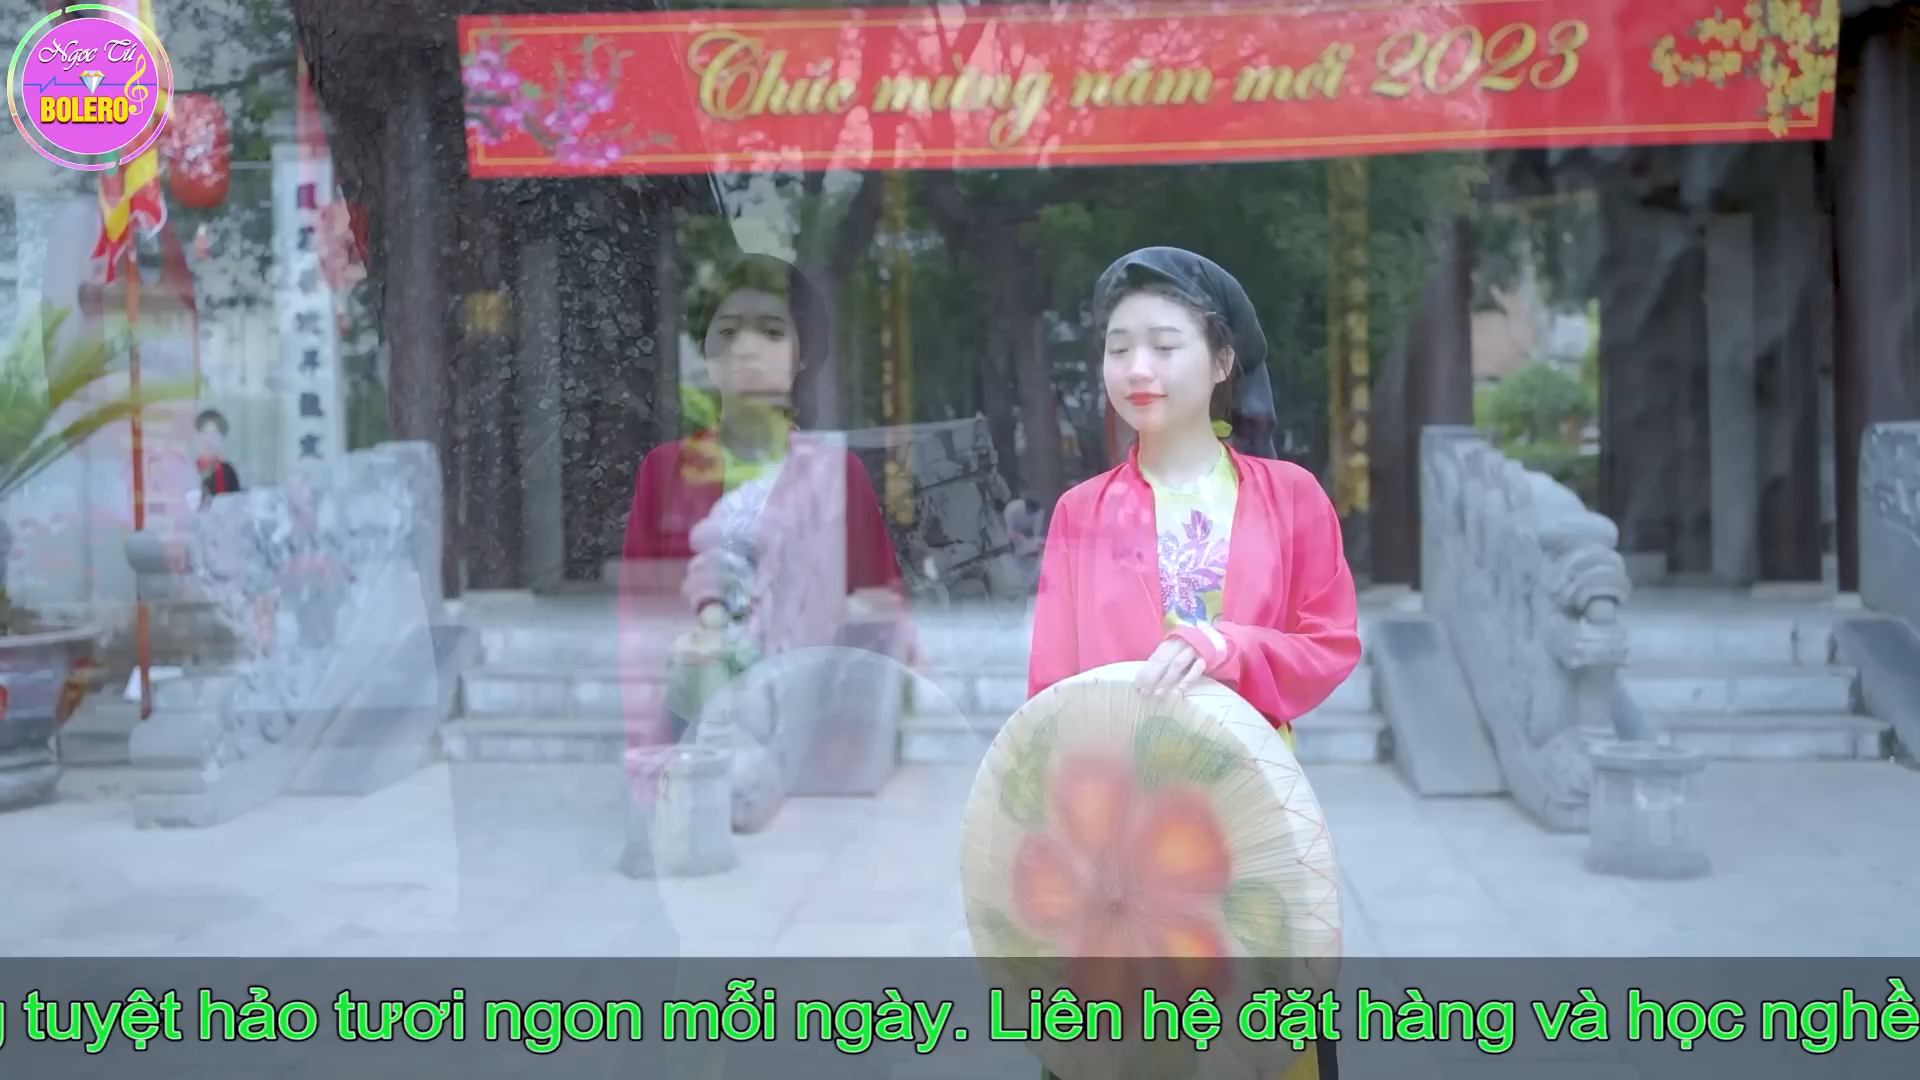 Ngọc Tú
BOLERO
Chúc mừng năm mới 2023
tuyệt hảo tươi ngon mỗi ngày. Liên hệ đặt hàng và học nghề